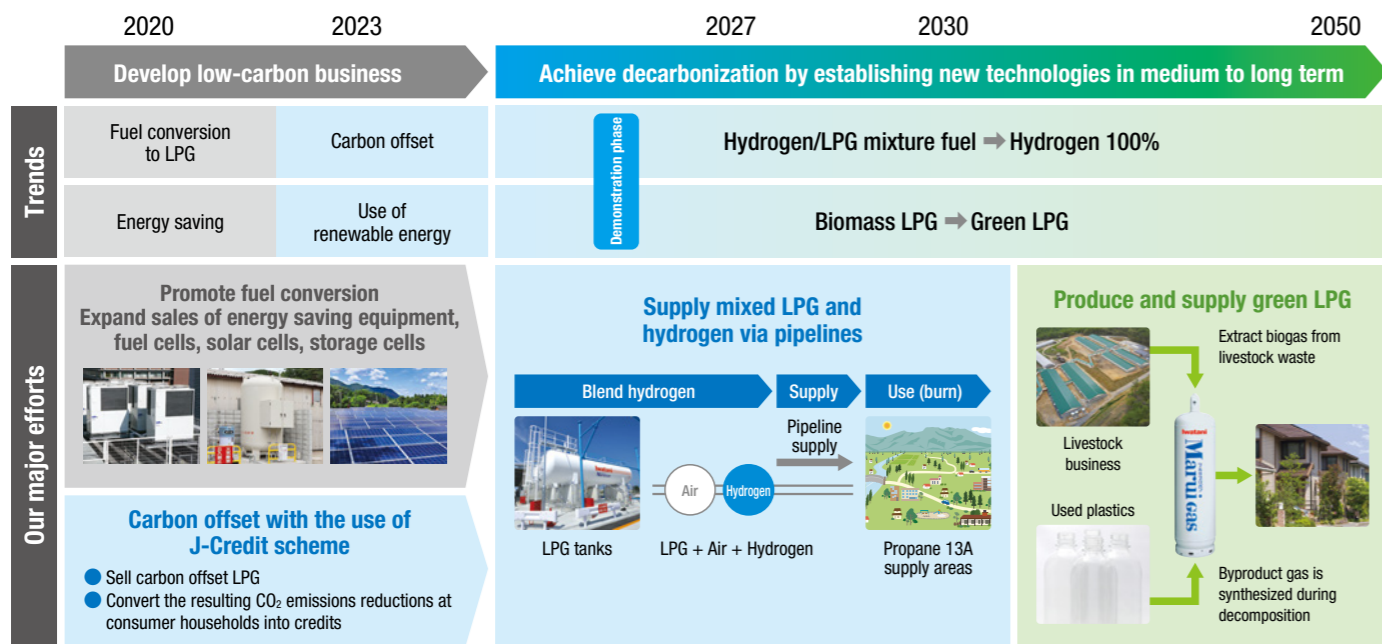 2020
2023
2027
2030
2050
Develop low-carbon business
Achieve decarbonization by establishing new technologies in medium to long term
Trends
Fuel conversion
to LPG
Carbon offset
Energy saving
Use of
renewable energy
Demonstration phase
Hydrogen/LPG mixture fuel ➡ Hydrogen 100%
Biomass LPG ➡ Green LPG
Our major efforts
Promote fuel conversion
Expand sales of energy saving equipment,
fuel cells, solar cells, storage cells
Carbon offset with the use of
J-Credit scheme
● Sell carbon offset LPG
● Convert the resulting CO₂ emissions reductions at
consumer households into credits
Supply mixed LPG and
hydrogen via pipelines
Blend hydrogen
Supply
Use (burn)
Pipeline
supply
Iwatani
Air
Hydrogen
LPG tanks
LPG + Air + Hydrogen
Propane 13A
supply areas
Produce and supply green LPG
Extract biogas from
livestock waste
Livestock
business
Iwatani
Marui Gas
Used plastics
Byproduct gas is
synthesized during
decomposition